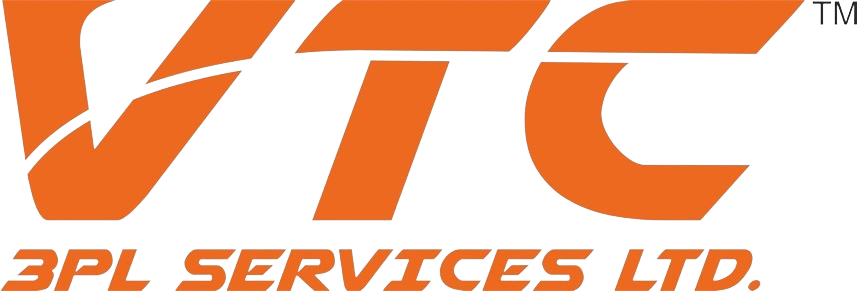 VTC™
3PL SERVICES LTD.